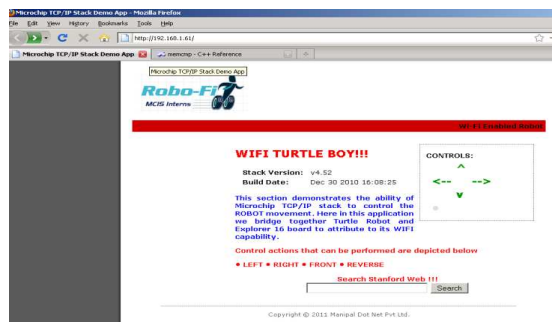 Microchip TCP/IP Stack Demo App - Mozilla Firefox
File Edit View History Bookmarks Tools Help
http://192.168.1.61/
Microchip TCP/IP Stack Demo App
memcmp - C++ Reference
Microchip TCP/IP Stack Demo App
Robo-Fi
MCIS Interns
Wi-Fi Enabled Robot
WIFI TURTLE BOY!!!
CONTROLS:
^
<-- -->
v
Stack Version: v4.52
Build Date: Dec 30 2010 16:08:25
This section demonstrates the ability of
Microchip TCP/IP stack to control the
ROBOT movement. Here in this application
we bridge together Turtle Robot and
Explorer 16 board to attribute to its WIFI
capability.
Control actions that can be performed are depicted below
• LEFT • RIGHT • FRONT • REVERSE
Search Stanford Web !!!
Search
Copyright © 2011 Manipal Dot Net Pvt Ltd.